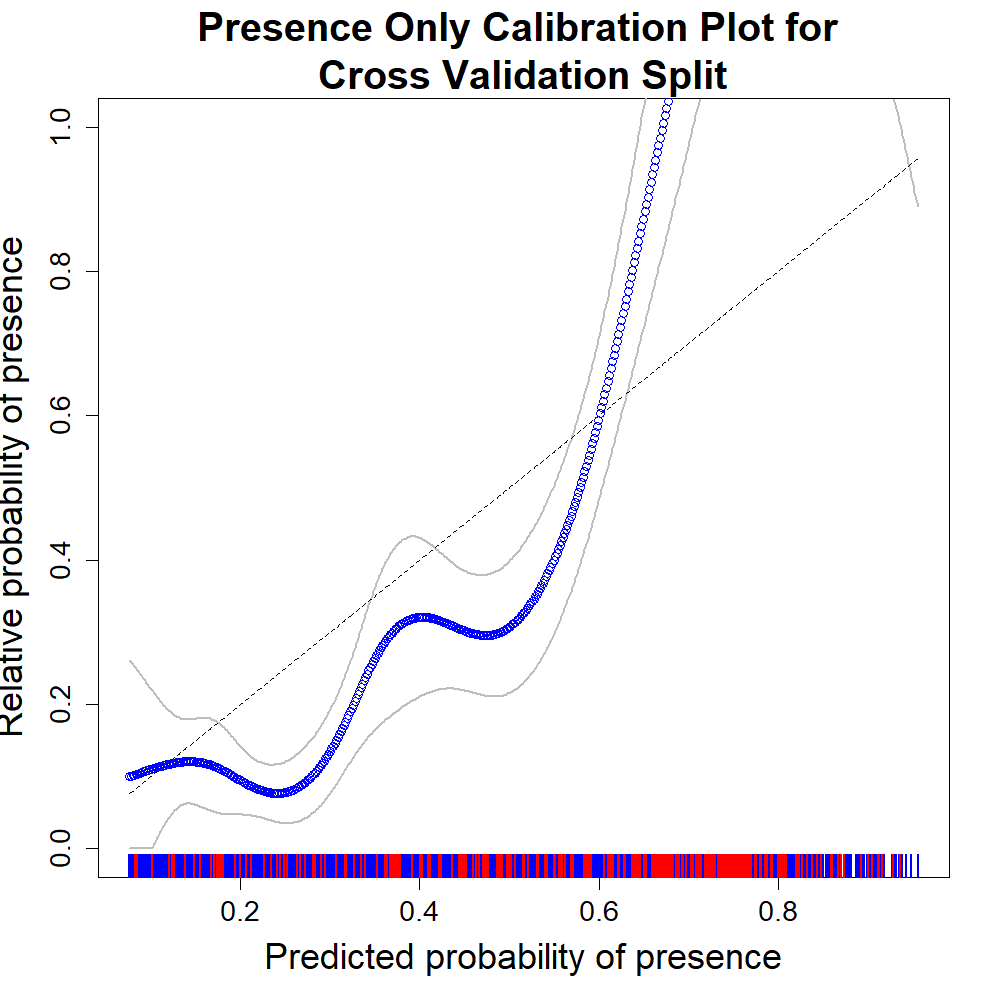 Presence Only Calibration Plot for
Cross Validation Split
Relative probability of presence
1.0
0.8
0.6
0.4
0.2
0.0
0.2 0.4 0.6 0.8
Predicted probability of presence